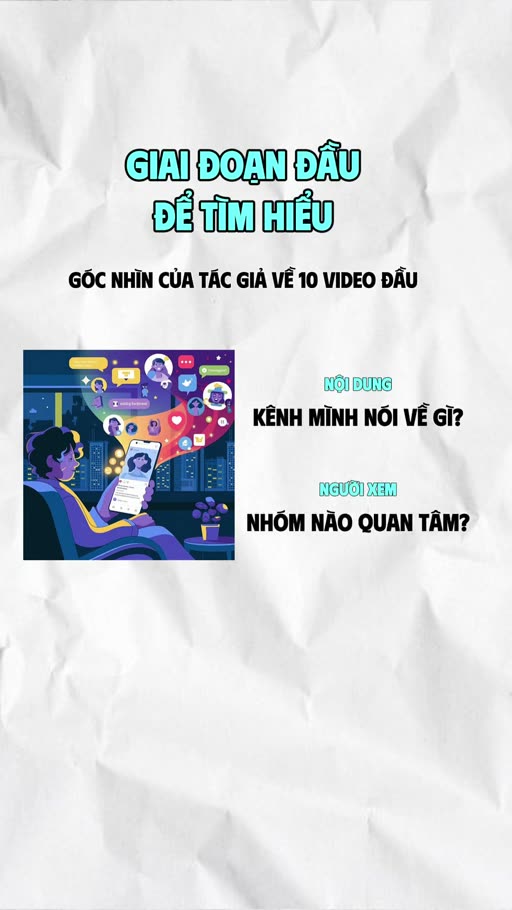 GIAI ĐOẠN ĐẦU
ĐỂ TÌM HIỂU
GÓC NHÌN CỦA TÁC GIẢ VỀ 10 VIDEO ĐẦU
NỘI DUNG
KÊNH MÌNH NÓI VỀ GÌ?
NGƯỜI XEM
NHÓM NÀO QUAN TÂM?